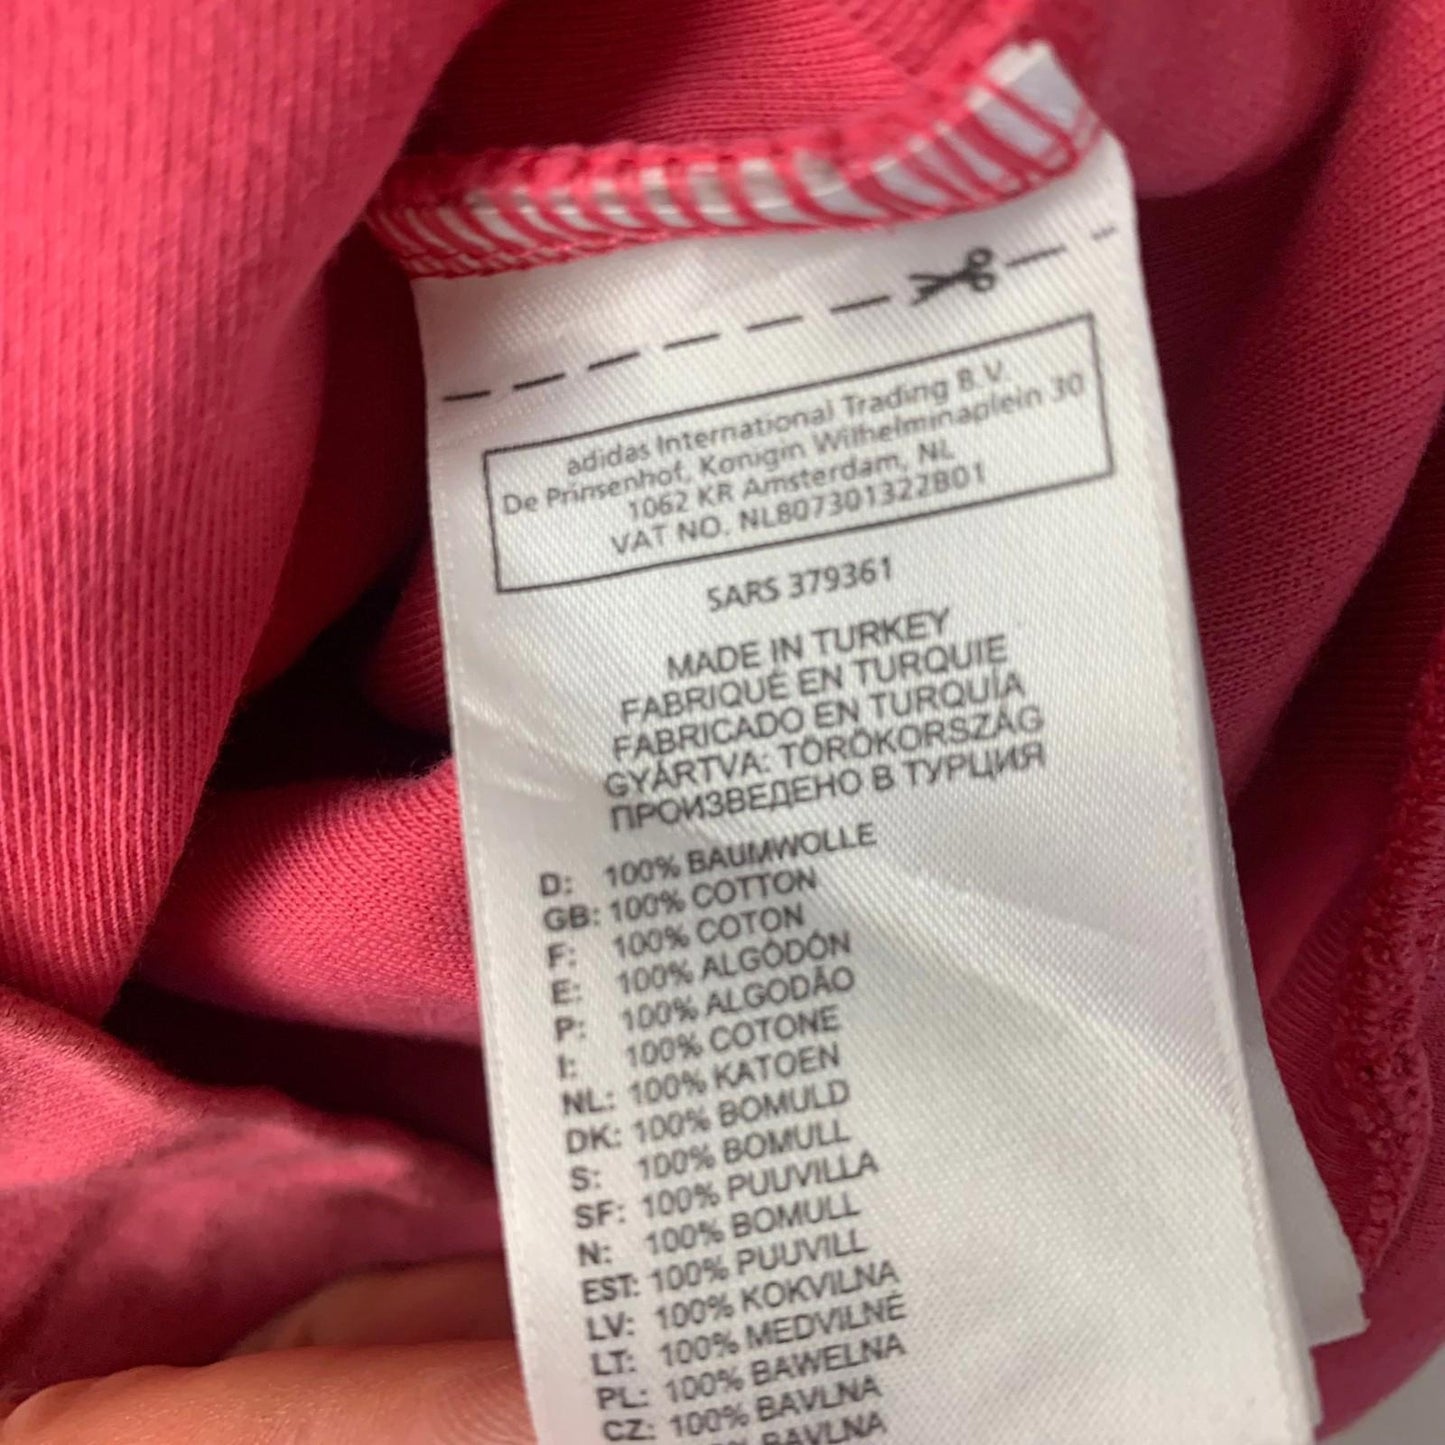 adidas International Trading B.V.
De Prinsenhof, Konigin Wilhelminaplein 30
1062 KR Amsterdam, NL
VAT NO. NL807301322B01
SARS 379361
MADE IN TURKEY
FABRIQUÉ EN TURQUIE
FABRICADO EN TURQUÍA
GYÁRTVA: TÖRÖKORSZÁG
ПРОИЗВЕДЕНО В ТУРЦИЯ
D: 100% BAUMWOLLE
GB: 100% COTTON
F: 100% COTON
E: 100% ALGÓDÓN
P: 100% ALGODÃO
I: 100% COTONE
NL: 100% KATOEN
DK: 100% BOMULD
S: 100% BOMULL
SF: 100% PUUVILLA
N: 100% BOMULL
EST: 100% PUUVILL
LV: 100% KOKVILNA
LT: 100% MEDVILNĖ
PL: 100% BAWELNA
CZ: 100% BAVLNA
BAVLNA